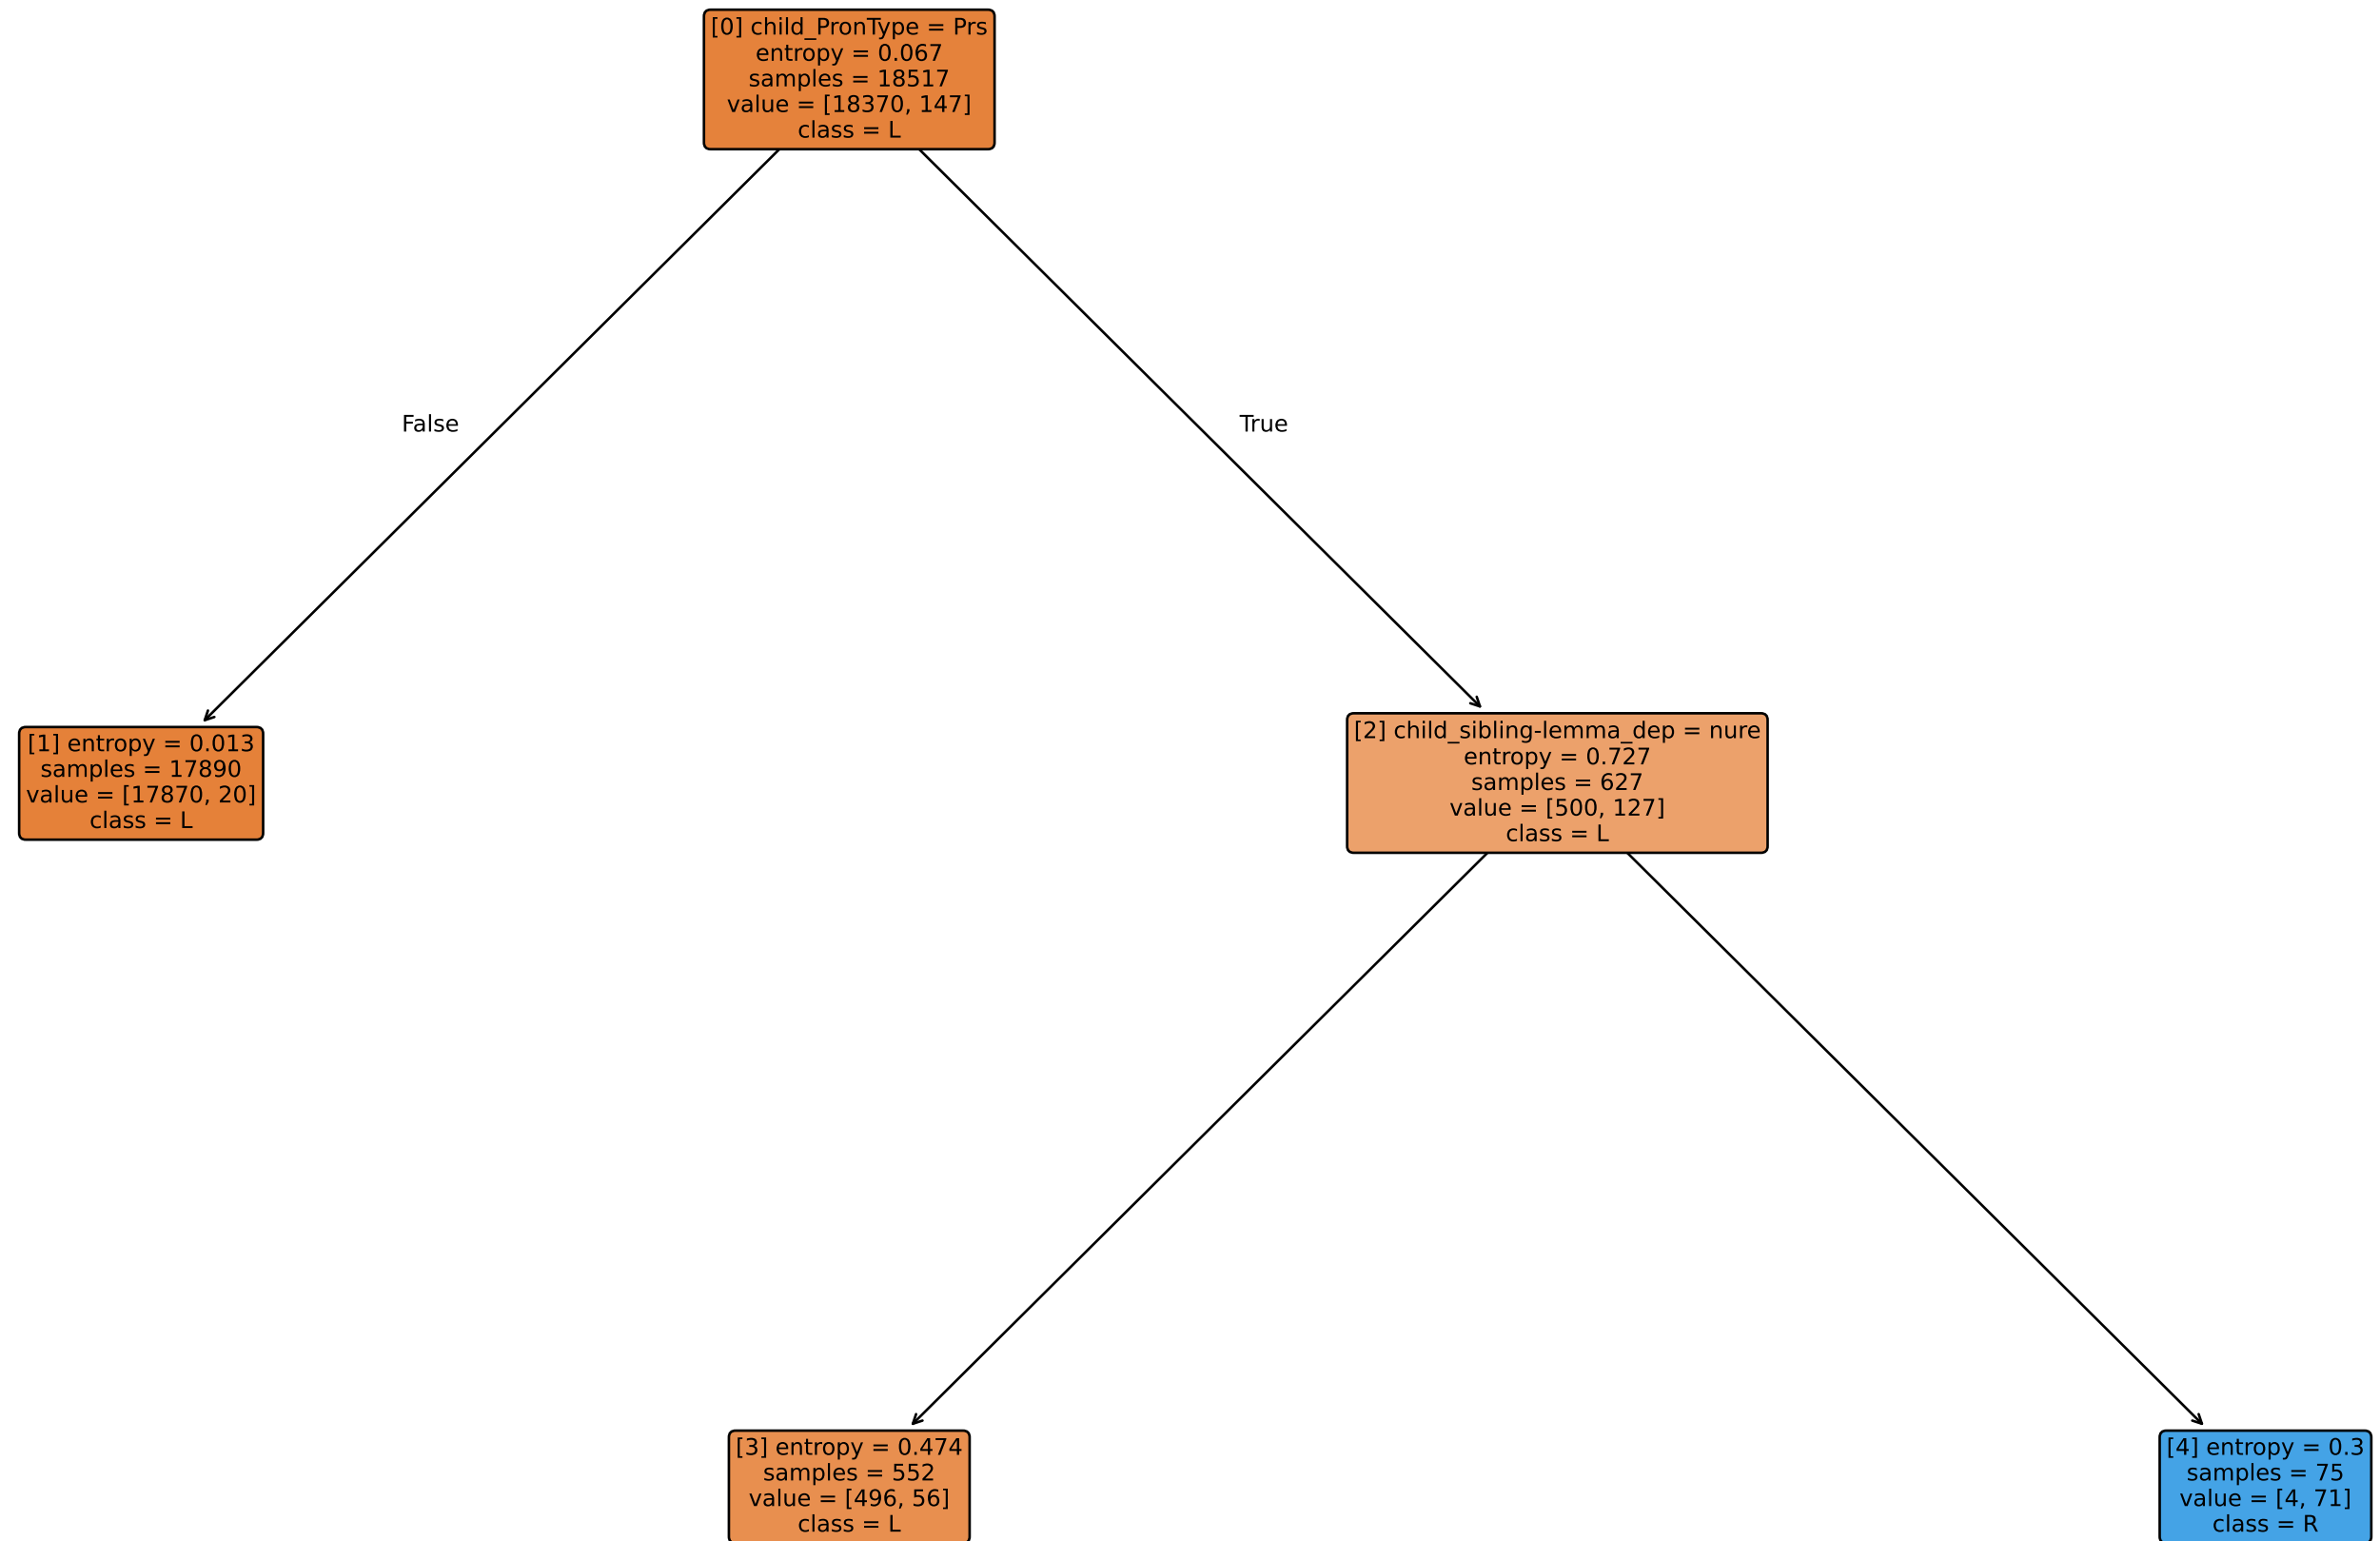 [0] child_PronType = Prs
entropy = 0.067
samples = 18517
value = [18370, 147]
class = L
False
True
[1] entropy = 0.013
samples = 17890
value = [17870, 20]
class = L
[2] child_sibling-lemma_dep = nure
entropy = 0.727
samples = 627
value = [500, 127]
class = L
[3] entropy = 0.474
samples = 552
value = [496, 56]
class = L
[4] entropy = 0.3
samples = 75
value = [4, 71]
class = R